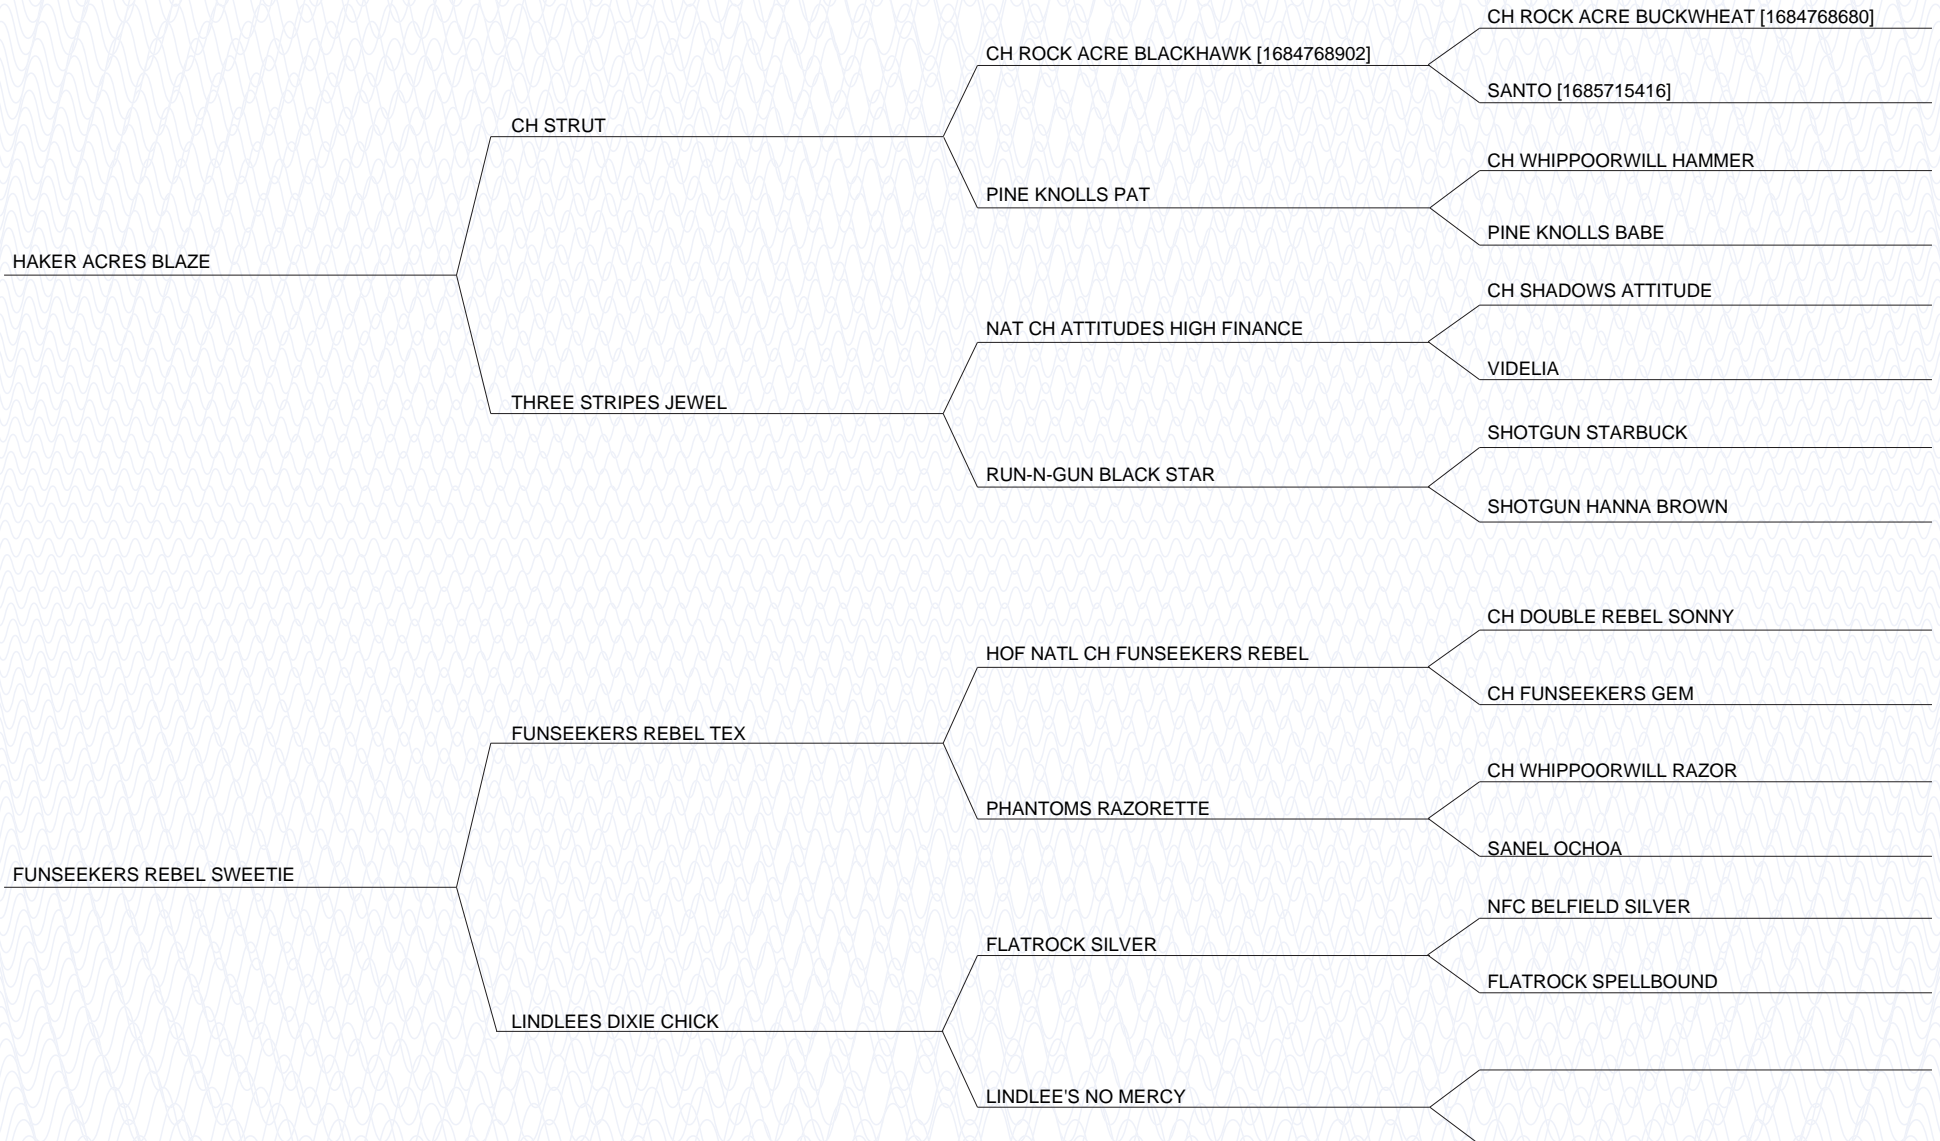 CH ROCK ACRE BUCKWHEAT [1684768680]
CH ROCK ACRE BLACKHAWK [1684768902]
SANTO [1685715416]
CH STRUT
CH WHIPPOORWILL HAMMER
PINE KNOLLS PAT
PINE KNOLLS BABE
HAKER ACRES BLAZE
CH SHADOWS ATTITUDE
NAT CH ATTITUDES HIGH FINANCE
VIDELIA
THREE STRIPES JEWEL
SHOTGUN STARBUCK
RUN-N-GUN BLACK STAR
SHOTGUN HANNA BROWN
CH DOUBLE REBEL SONNY
HOF NATL CH FUNSEEKERS REBEL
CH FUNSEEKERS GEM
FUNSEEKERS REBEL TEX
CH WHIPPOORWILL RAZOR
PHANTOMS RAZORETTE
SANEL OCHOA
FUNSEEKERS REBEL SWEETIE
NFC BELFIELD SILVER
FLATROCK SILVER
FLATROCK SPELLBOUND
LINDLEES DIXIE CHICK
LINDLEE'S NO MERCY